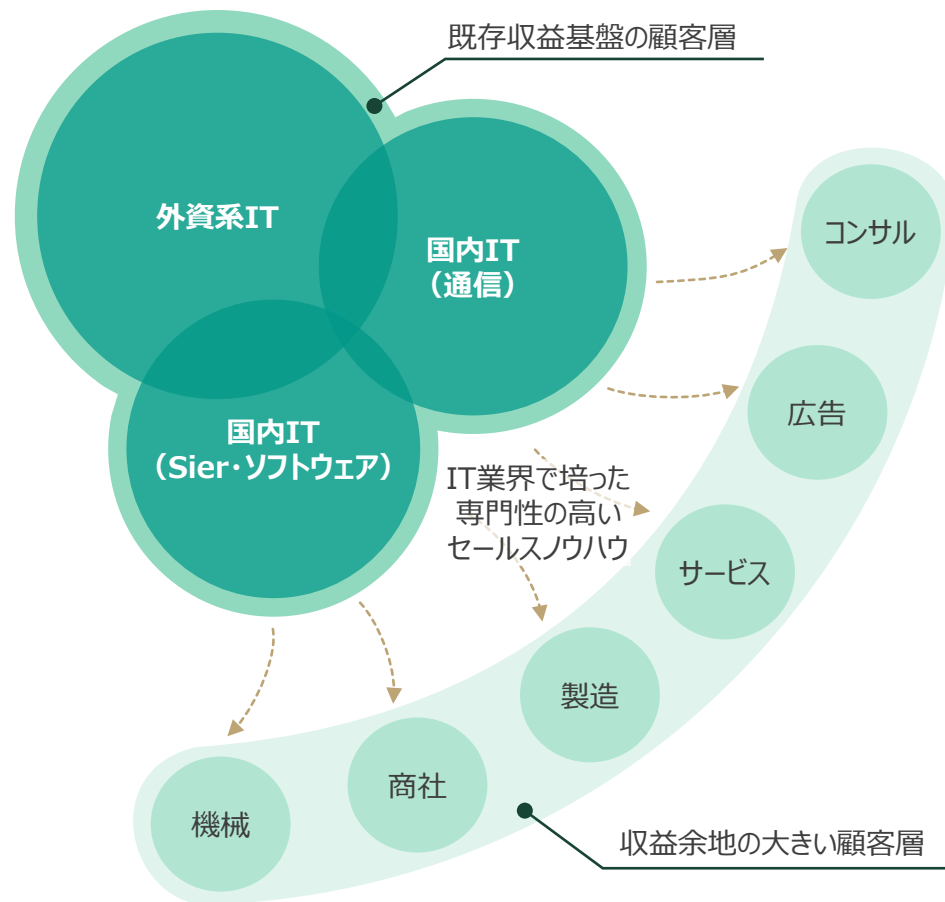 既存収益基盤の顧客層
外資系IT
国内IT
（通信）
コンサル
広告
国内IT
（Sier・ソフトウェア）
IT業界で培った
専門性の高い
セールスノウハウ
サービス
製造
商社
機械
収益余地の大きい顧客層